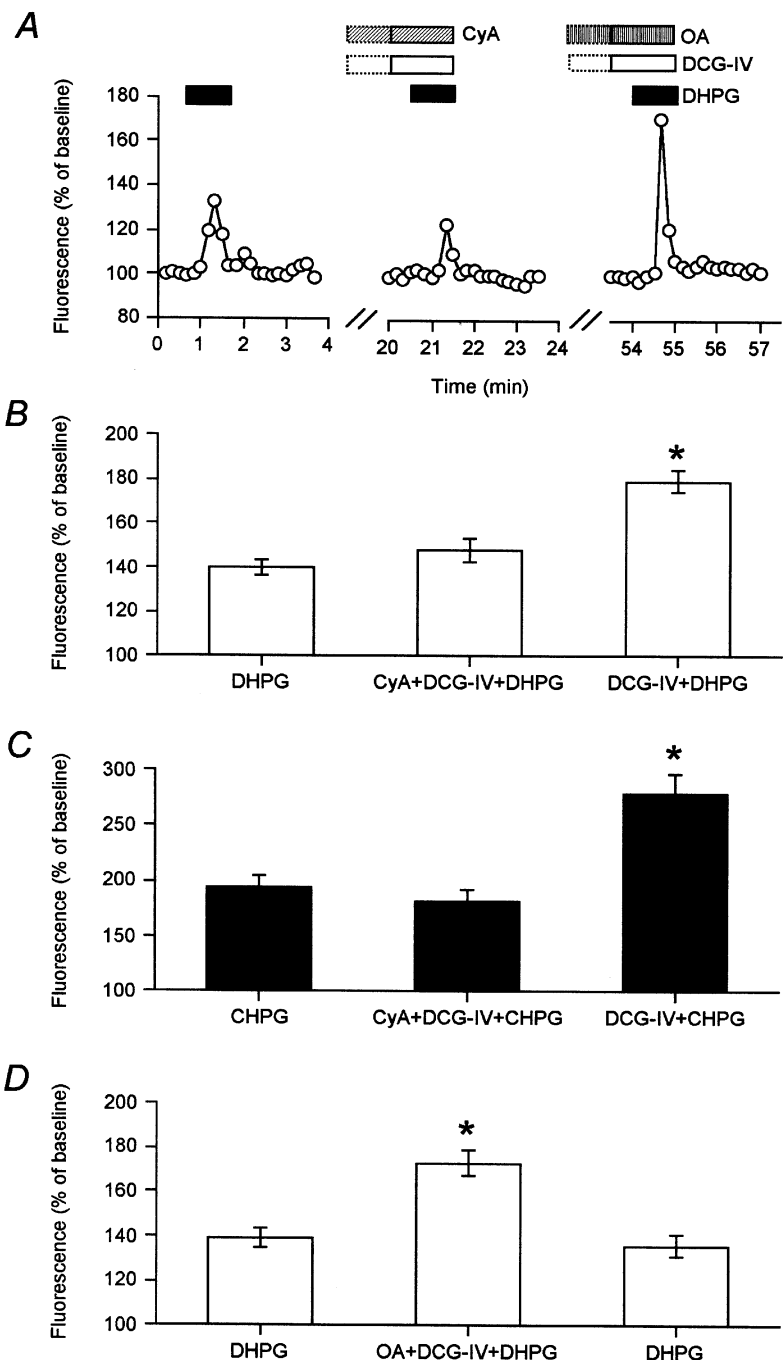 A
CyA
OA
DCG-IV
DHPG
Fluorescence (% of baseline)
180
160
140
120
100
80
0 1 2 3 4 20 21 22 23 24 54 55 56 57
Time (min)
B
Fluorescence (% of baseline)
200
180
160
140
120
100
*
DHPG CyA+DCG-IV+DHPG DCG-IV+DHPG
C
Fluorescence (% of baseline)
300
250
200
150
100
*
CHPG CyA+DCG-IV+CHPG DCG-IV+CHPG
D
Fluorescence (% of baseline)
200
180
160
140
120
100
*
DHPG OA+DCG-IV+DHPG DHPG